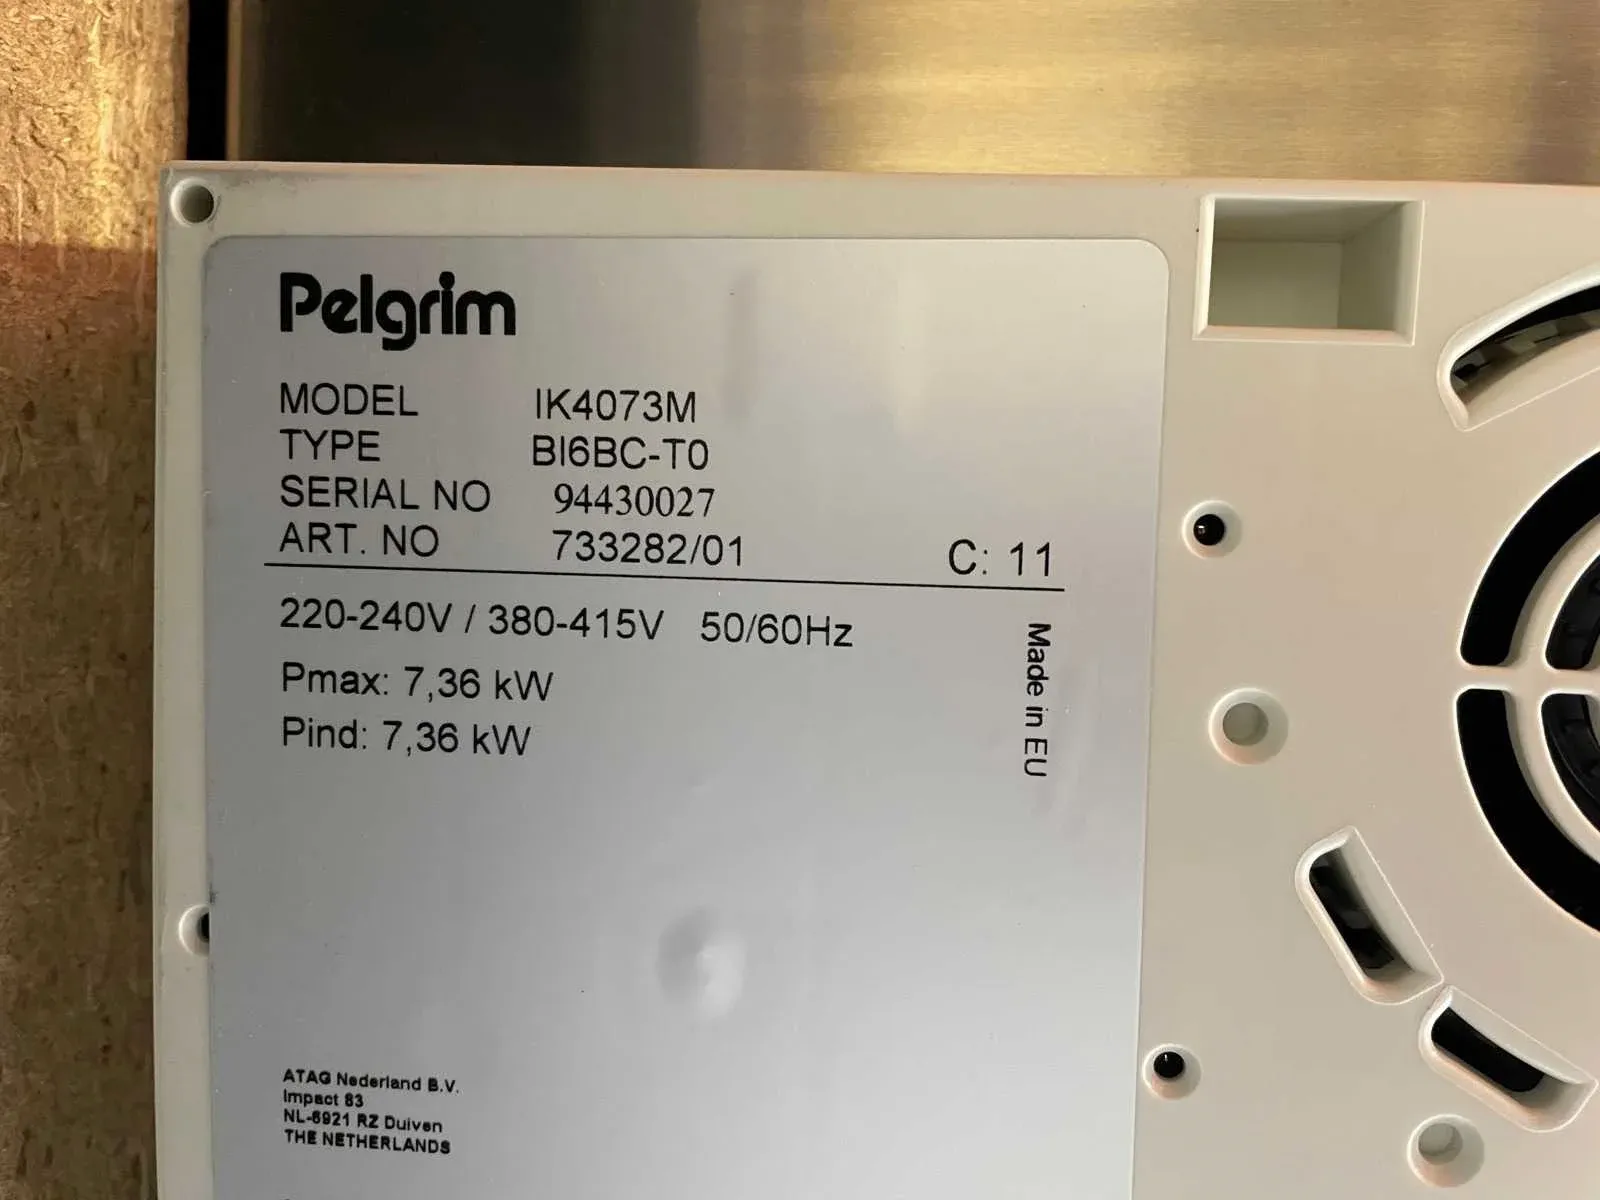 Pelgrim
MODEL IK4073M
TYPE BI6BC-T0
SERIAL NO 94430027
ART. NO 733282/01 C: 11
220-240V / 380-415V 50/60Hz
Pmax: 7,36 kW
Pind: 7,36 kW
Made in EU
ATAG Nederland B.V.
Impact 83
NL-6921 RZ Duiven
THE NETHERLANDS